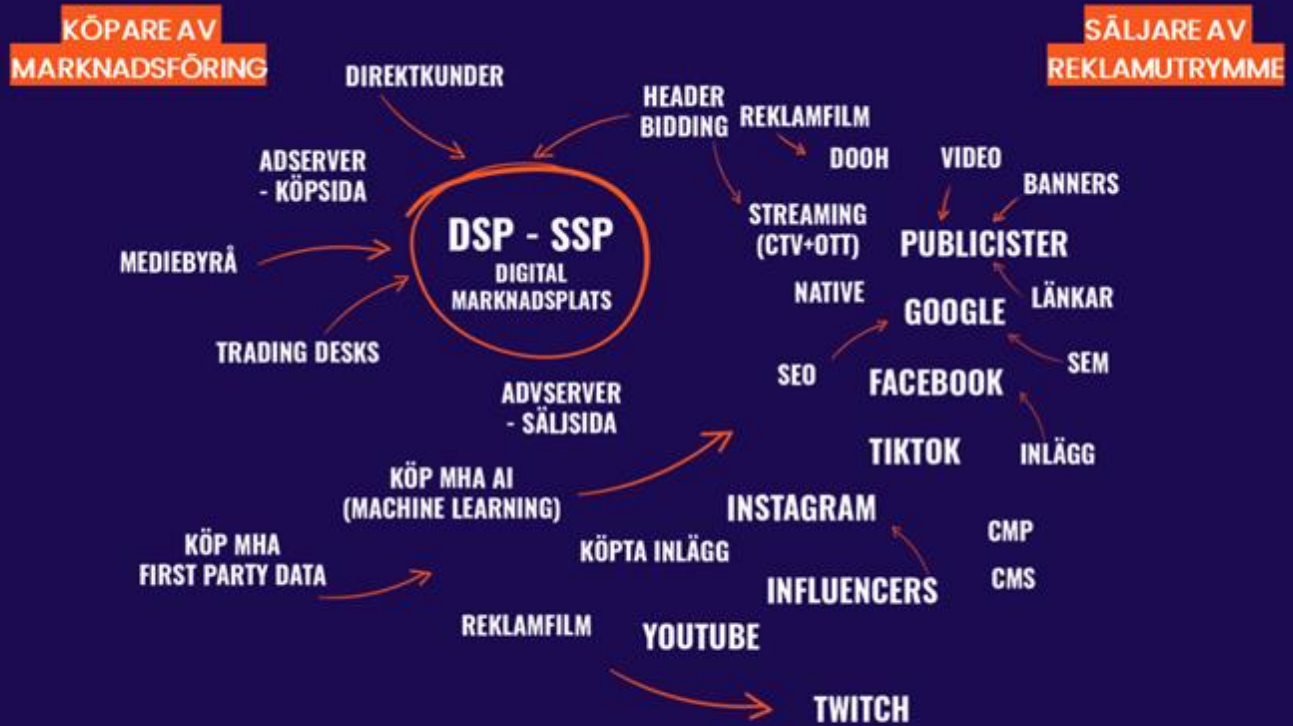 KÖPARE AV
MARKNADSFÖRING
SÄLJARE AV
REKLAMUTRYMME
DIREKTKUNDER
HEADER
BIDDING
REKLAMFILM
DOOH
VIDEO
BANNERS
ADSERVER
- KÖPSIDA
DSP - SSP
DIGITAL
MARKNADSPLATS
STREAMING
(CTV+OTT)
PUBLICISTER
MEDIEBYRÅ
NATIVE
LÄNKAR
GOOGLE
TRADING DESKS
SEO
SEM
FACEBOOK
ADVSERVER
- SÄLJSIDA
TIKTOK
INLÄGG
KÖP MHA AI
(MACHINE LEARNING)
INSTAGRAM
CMP
KÖP MHA
FIRST PARTY DATA
KÖPTA INLÄGG
CMS
INFLUENCERS
REKLAMFILM
YOUTUBE
TWITCH